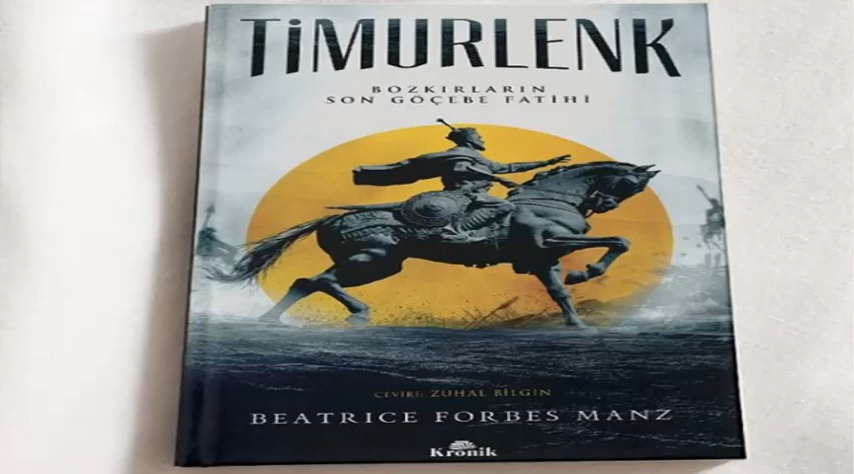 TİMURLENK
BOZKIRLARIN
SON GÖÇEBE FATİHİ
ÇEVİRİ: ZUHAL BİLGİN
BEATRICE FORBES MANZ
Kronik